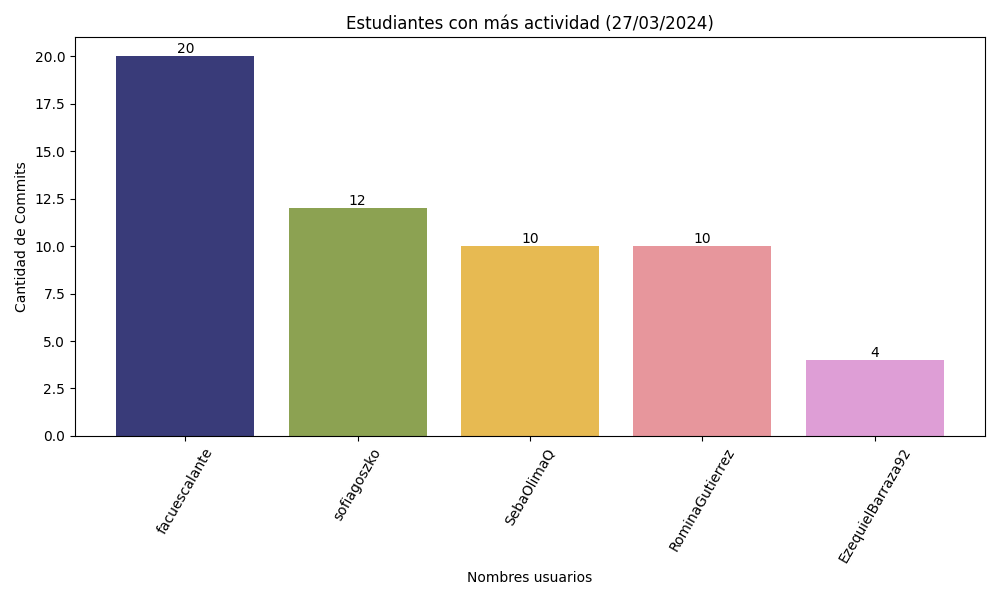 Estudiantes con más actividad (27/03/2024)
Cantidad de Commits
20.0
17.5
15.0
12.5
10.0
7.5
5.0
2.5
0.0
20
12
10
10
4
facuescalante
sofiagoszko
SebaOlimaQ
RominaGutierrez
EzequielBarraza92
Nombres usuarios